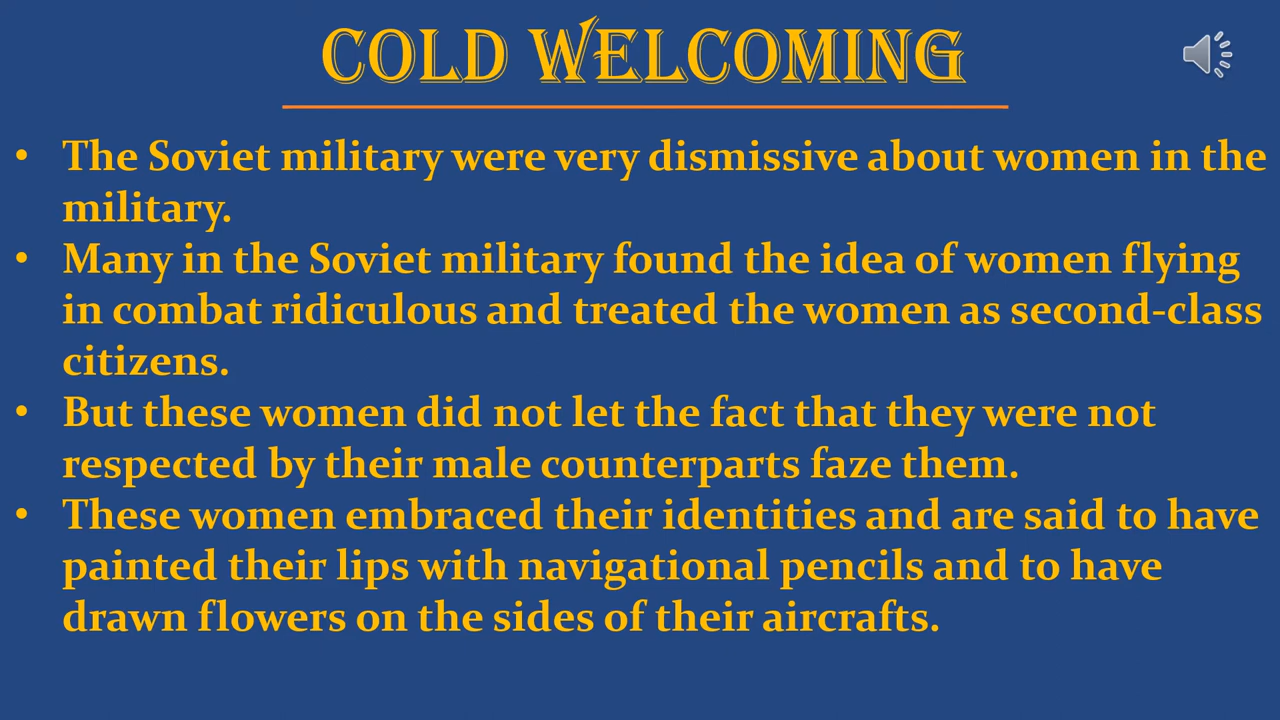 COLD WELCOMING
• The Soviet military were very dismissive about women in the
military.
• Many in the Soviet military found the idea of women flying
in combat ridiculous and treated the women as second-class
citizens.
• But these women did not let the fact that they were not
respected by their male counterparts faze them.
• These women embraced their identities and are said to have
painted their lips with navigational pencils and to have
drawn flowers on the sides of their aircrafts.